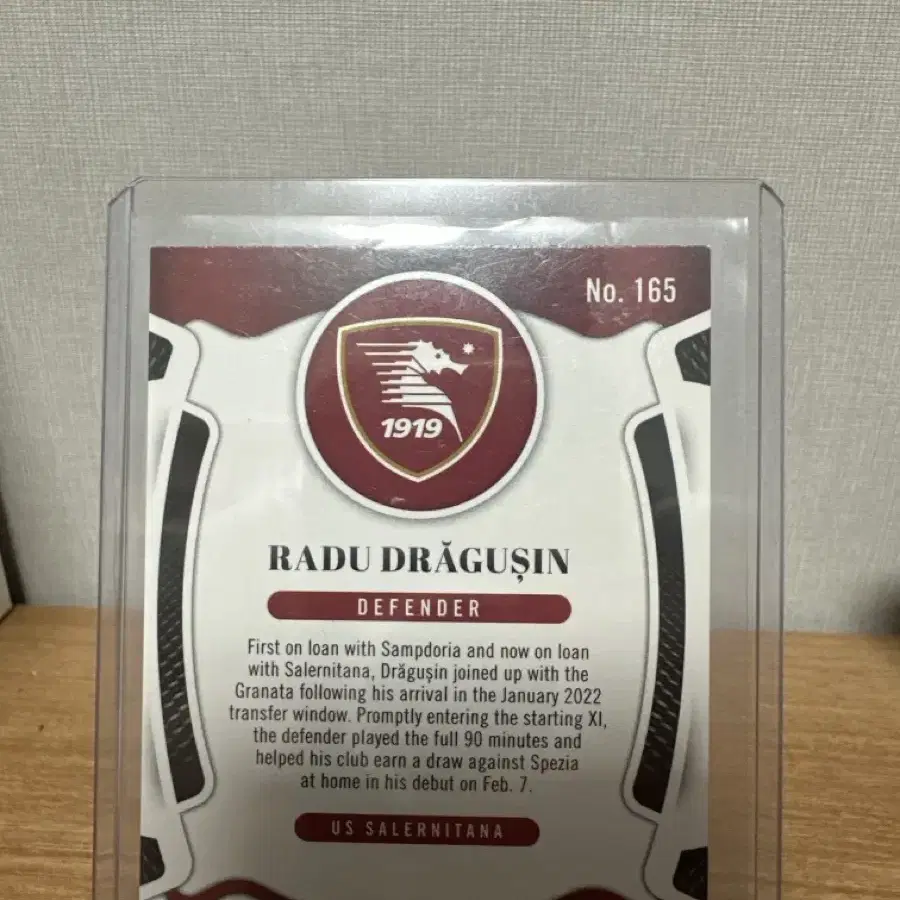 No. 165
1919
RADU DRĂGUȘIN
DEFENDER
First on loan with Sampdoria and now on loan
with Salernitana, Drăgușin joined up with the
Granata following his arrival in the January 2022
transfer window. Promptly entering the starting XI,
the defender played the full 90 minutes and
helped his club earn a draw against Spezia
at home in his debut on Feb. 7.
US SALERNITANA